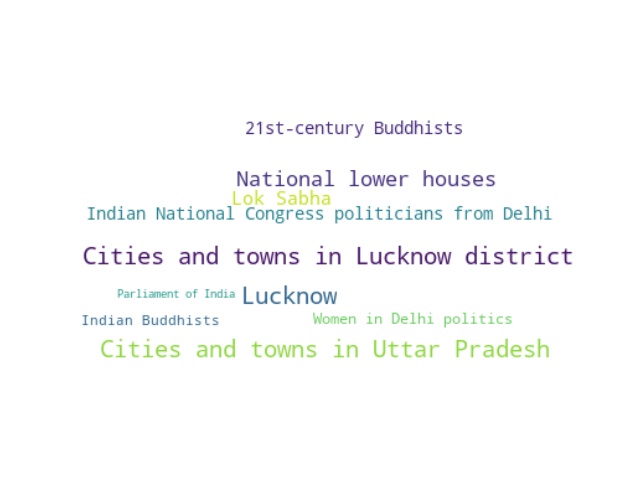 21st-century Buddhists
National lower houses
Lok Sabha
Indian National Congress politicians from Delhi
Cities and towns in Lucknow district
Parliament of India Lucknow
Indian Buddhists Women in Delhi politics
Cities and towns in Uttar Pradesh